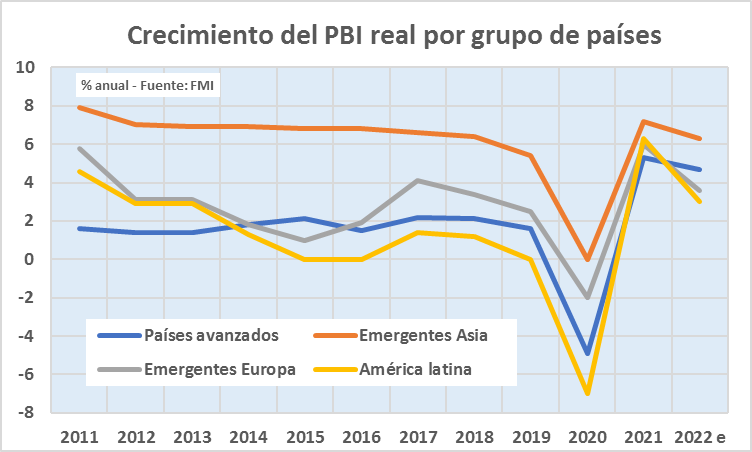 Crecimiento del PBI real por grupo de países
% anual - Fuente: FMI
10
8
6
4
2
0
-2
-4
-6
-8
Países avanzados Emergentes Asia
Emergentes Europa América latina
2011 2012 2013 2014 2015 2016 2017 2018 2019 2020 2021 2022 e